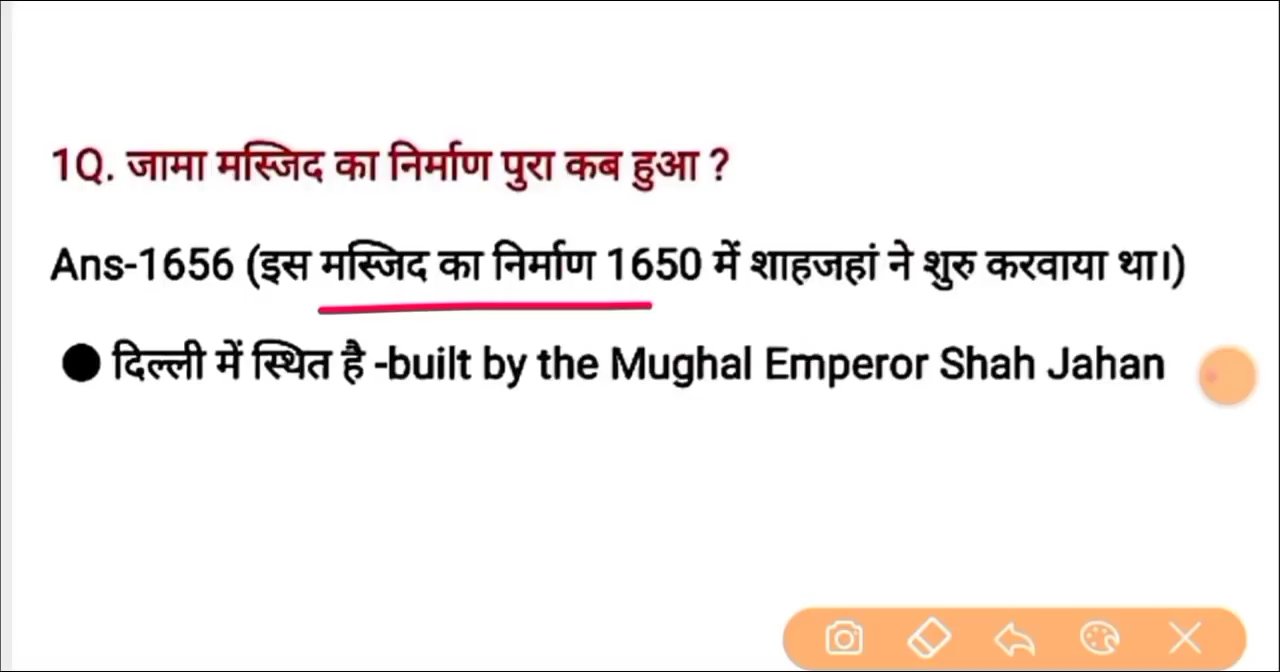 1Q. जामा मस्जिद का निर्माण पुरा कब हुआ ?
Ans-1656 (इस मस्जिद का निर्माण 1650 में शाहजहां ने शुरु करवाया था।)
● दिल्ली में स्थित है -built by the Mughal Emperor Shah Jahan